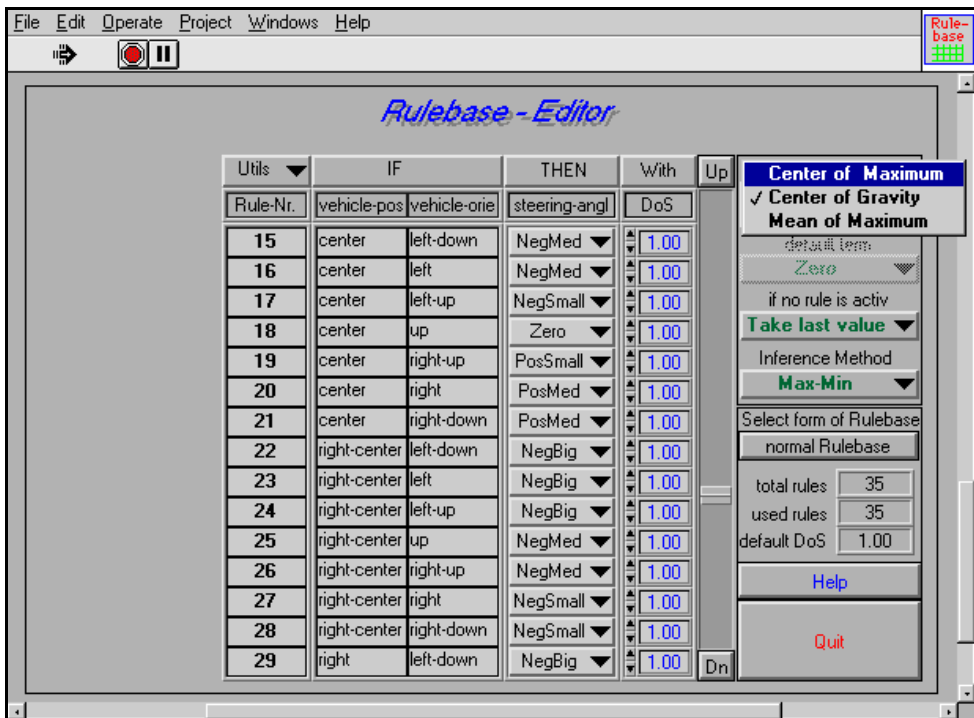 File Edit Operate Project Windows Help
Rule-
base
Rulebase - Editor
Utils IF THEN With Up
Rule-Nr. vehicle-pos vehicle-orie steering-angl DoS
15 center left-down NegMed 1.00
16 center left NegMed 1.00
17 center left-up NegSmall 1.00
18 center up Zero 1.00
19 center right-up PosSmall 1.00
20 center right PosMed 1.00
21 center right-down PosMed 1.00
22 right-center left-down NegBig 1.00
23 right-center left NegBig 1.00
24 right-center left-up NegBig 1.00
25 right-center up NegMed 1.00
26 right-center right-up NegMed 1.00
27 right-center right NegSmall 1.00
28 right-center right-down NegSmall 1.00
29 right left-down NegBig 1.00
Dn
Center of Maximum
✓ Center of Gravity
Mean of Maximum
default term
Zero
if no rule is activ
Take last value
Inference Method
Max-Min
Select form of Rulebase
normal Rulebase
total rules 35
used rules 35
default DoS 1.00
Help
Quit